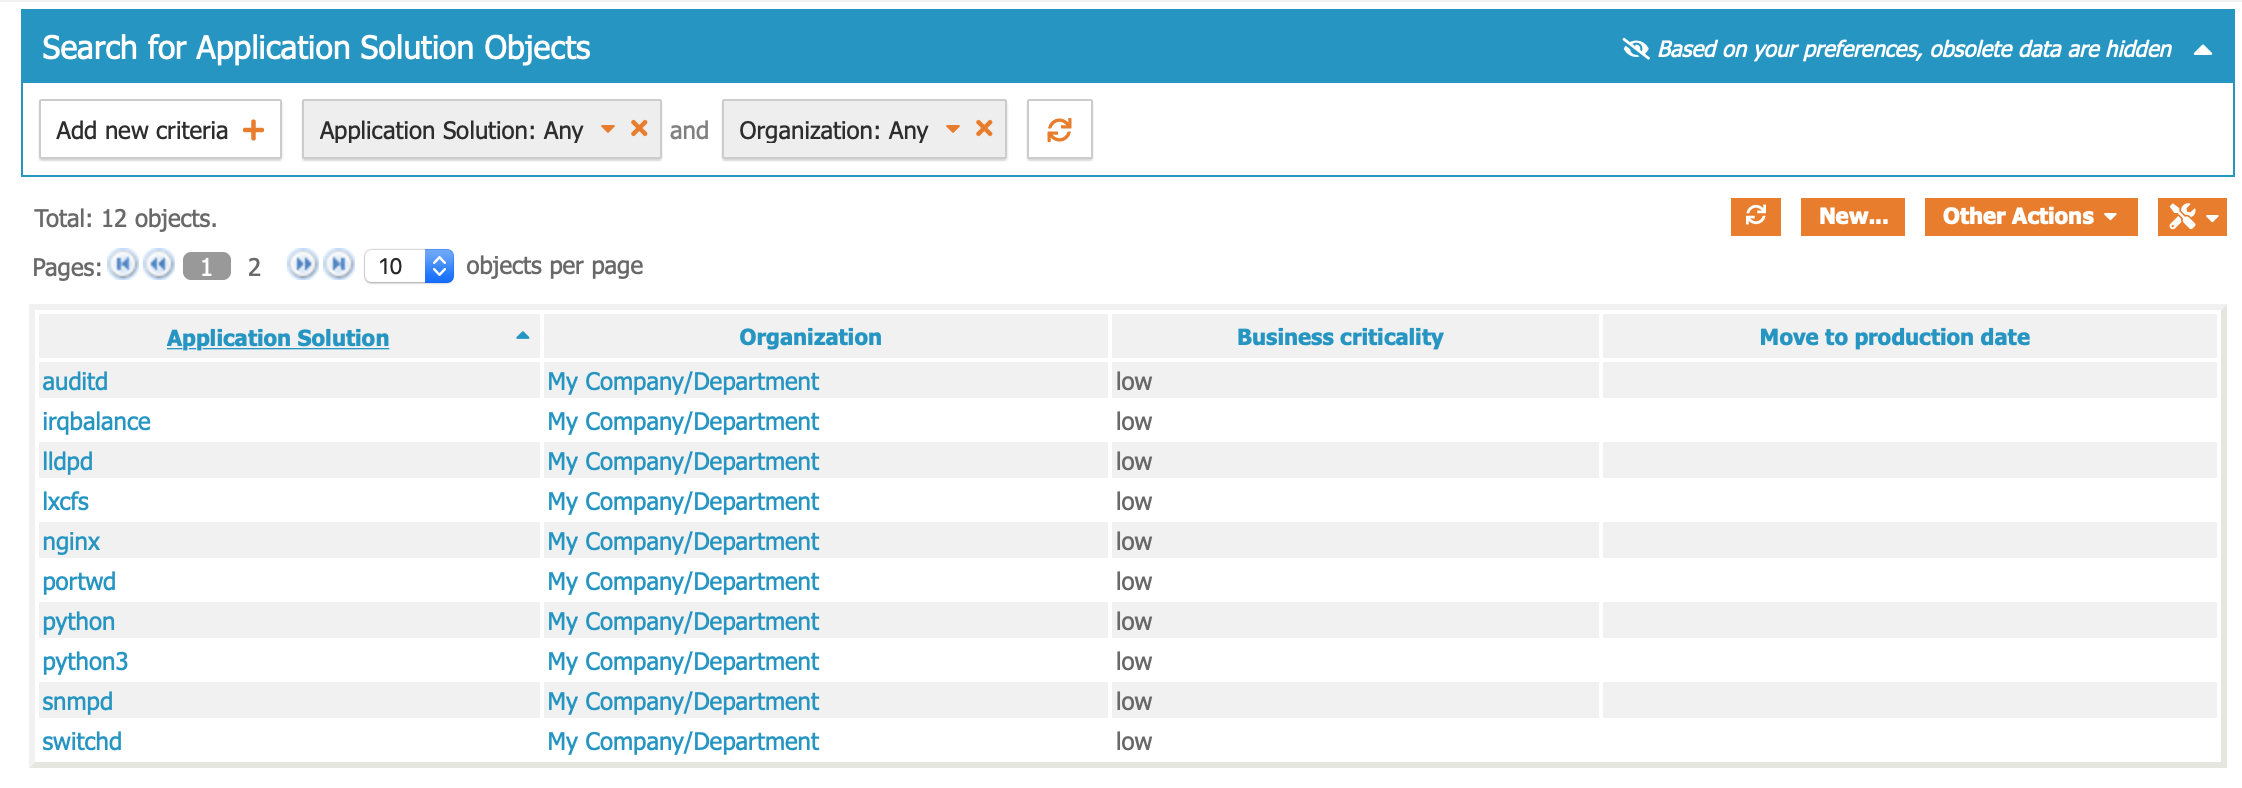 Search for Application Solution Objects
Based on your preferences, obsolete data are hidden
Add new criteria Application Solution: Any and Organization: Any
Total: 12 objects.
New... Other Actions
Pages: 1 2 10 objects per page
Application Solution Organization Business criticality Move to production date
auditd My Company/Department low
irqbalance My Company/Department low
lldpd My Company/Department low
lxcfs My Company/Department low
nginx My Company/Department low
portwd My Company/Department low
python My Company/Department low
python3 My Company/Department low
snmpd My Company/Department low
switchd My Company/Department low